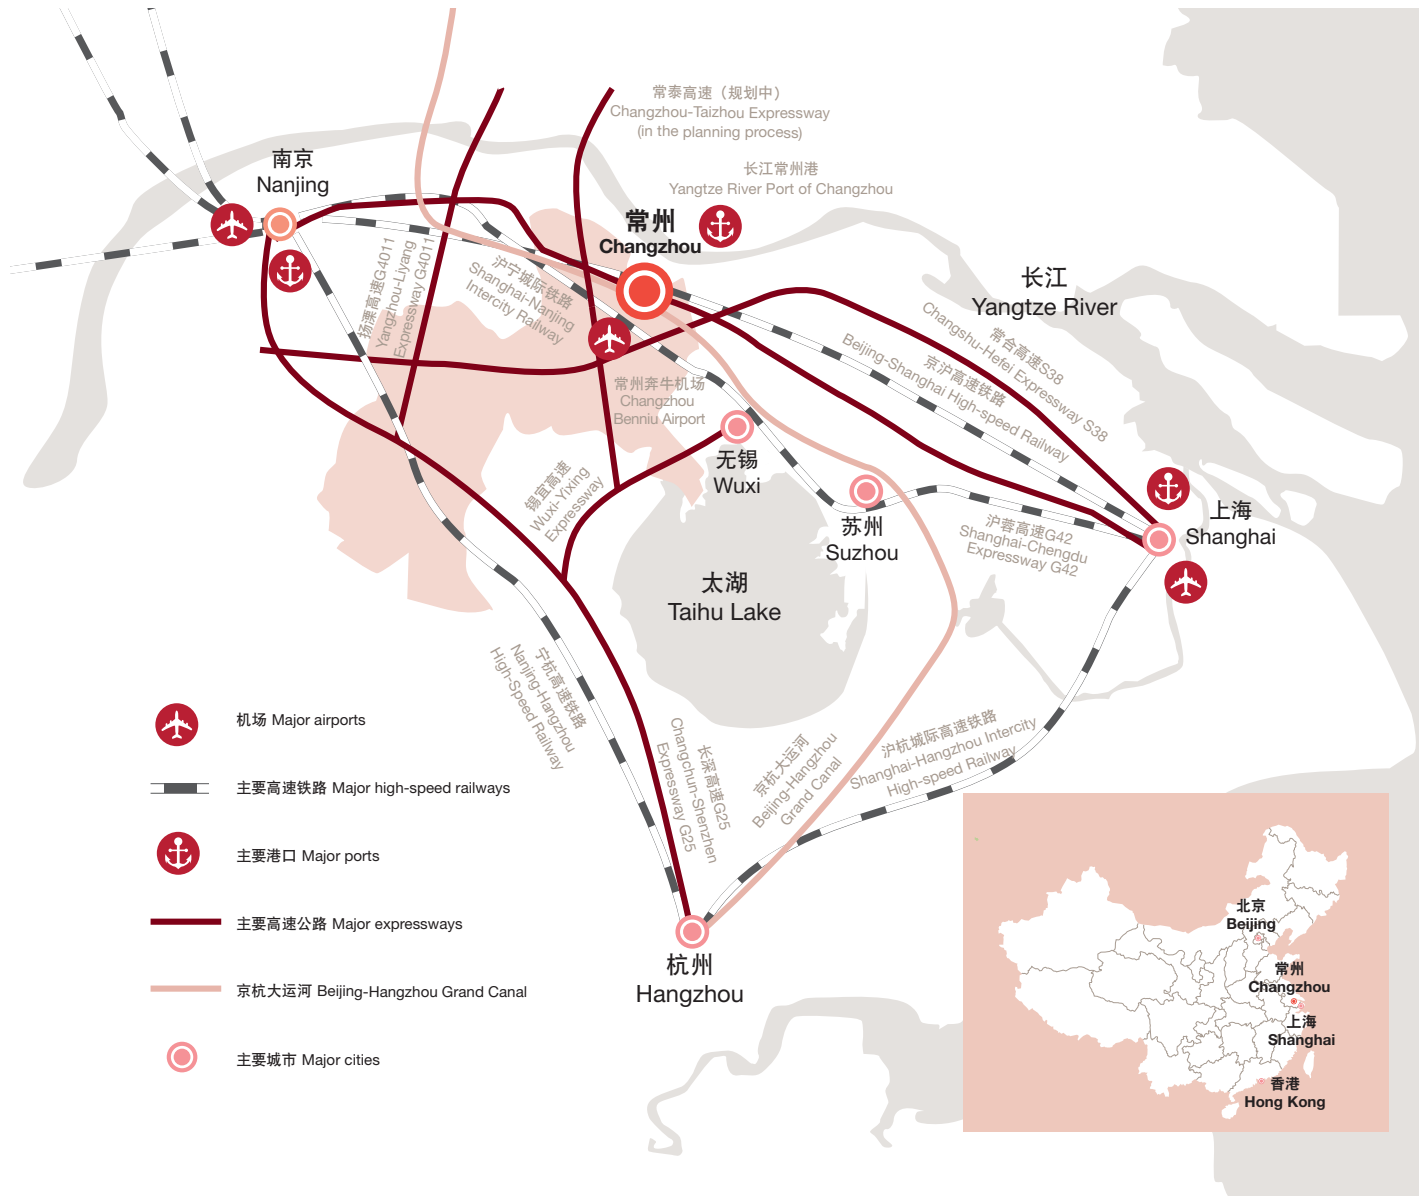 常泰高速（规划中）
Changzhou-Taizhou Expressway
(in the planning process)
长江常州港
Yangtze River Port of Changzhou
南京
Nanjing
常州
Changzhou
长江
Yangtze River
扬溧高速G4011
Yangzhou-Liyang
Expressway G4011
沪宁城际铁路
Shanghai-Nanjing
Intercity Railway
常合高速S38
Changshu-Hefei Expressway S38
京沪高速铁路
Beijing-Shanghai High-speed Railway
常州奔牛机场
Changzhou
Benniu Airport
无锡
Wuxi
锡宜高速
Wuxi-Yixing
Expressway
苏州
Suzhou
沪蓉高速G42
Shanghai-Chengdu
Expressway G42
上海
Shanghai
太湖
Taihu Lake
宁杭高速铁路
Nanjing-Hangzhou
High-Speed Railway
长深高速G25
Changchun-Shenzhen
Expressway G25
京杭大运河
Beijing-Hangzhou
Grand Canal
沪杭城际高速铁路
Shanghai-Hangzhou Intercity
High-speed Railway
杭州
Hangzhou
机场 Major airports
主要高速铁路 Major high-speed railways
主要港口 Major ports
主要高速公路 Major expressways
京杭大运河 Beijing-Hangzhou Grand Canal
主要城市 Major cities
北京
Beijing
常州
Changzhou
上海
Shanghai
香港
Hong Kong